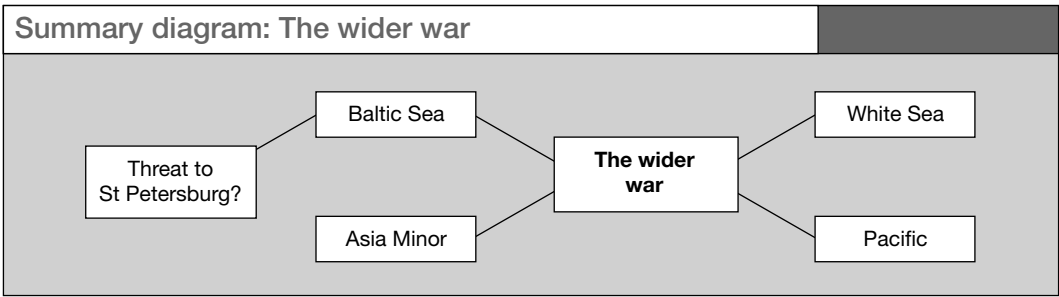 Summary diagram: The wider war
Baltic Sea
White Sea
Threat to
St Petersburg?
The wider
war
Asia Minor
Pacific